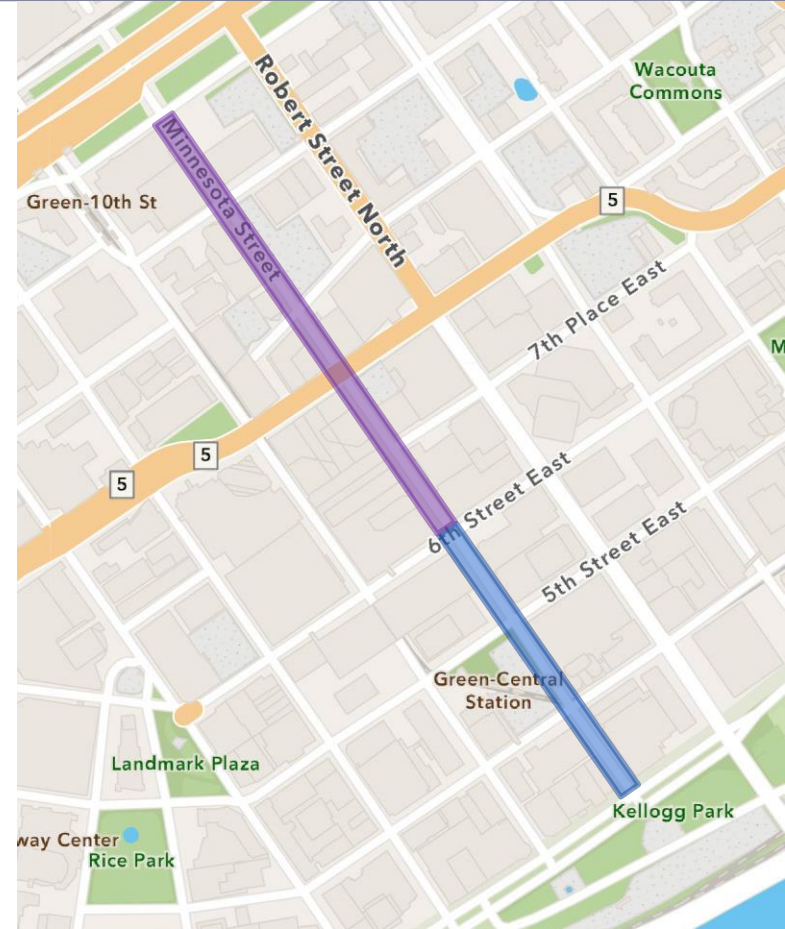 Robert Street North
Wacouta
Commons
Minnesota Street
Green-10th St
5
7th Place East
M
5
5
6th Street East
5th Street East
Green-Central
Station
Landmark Plaza
Kellogg Park
way Center
Rice Park